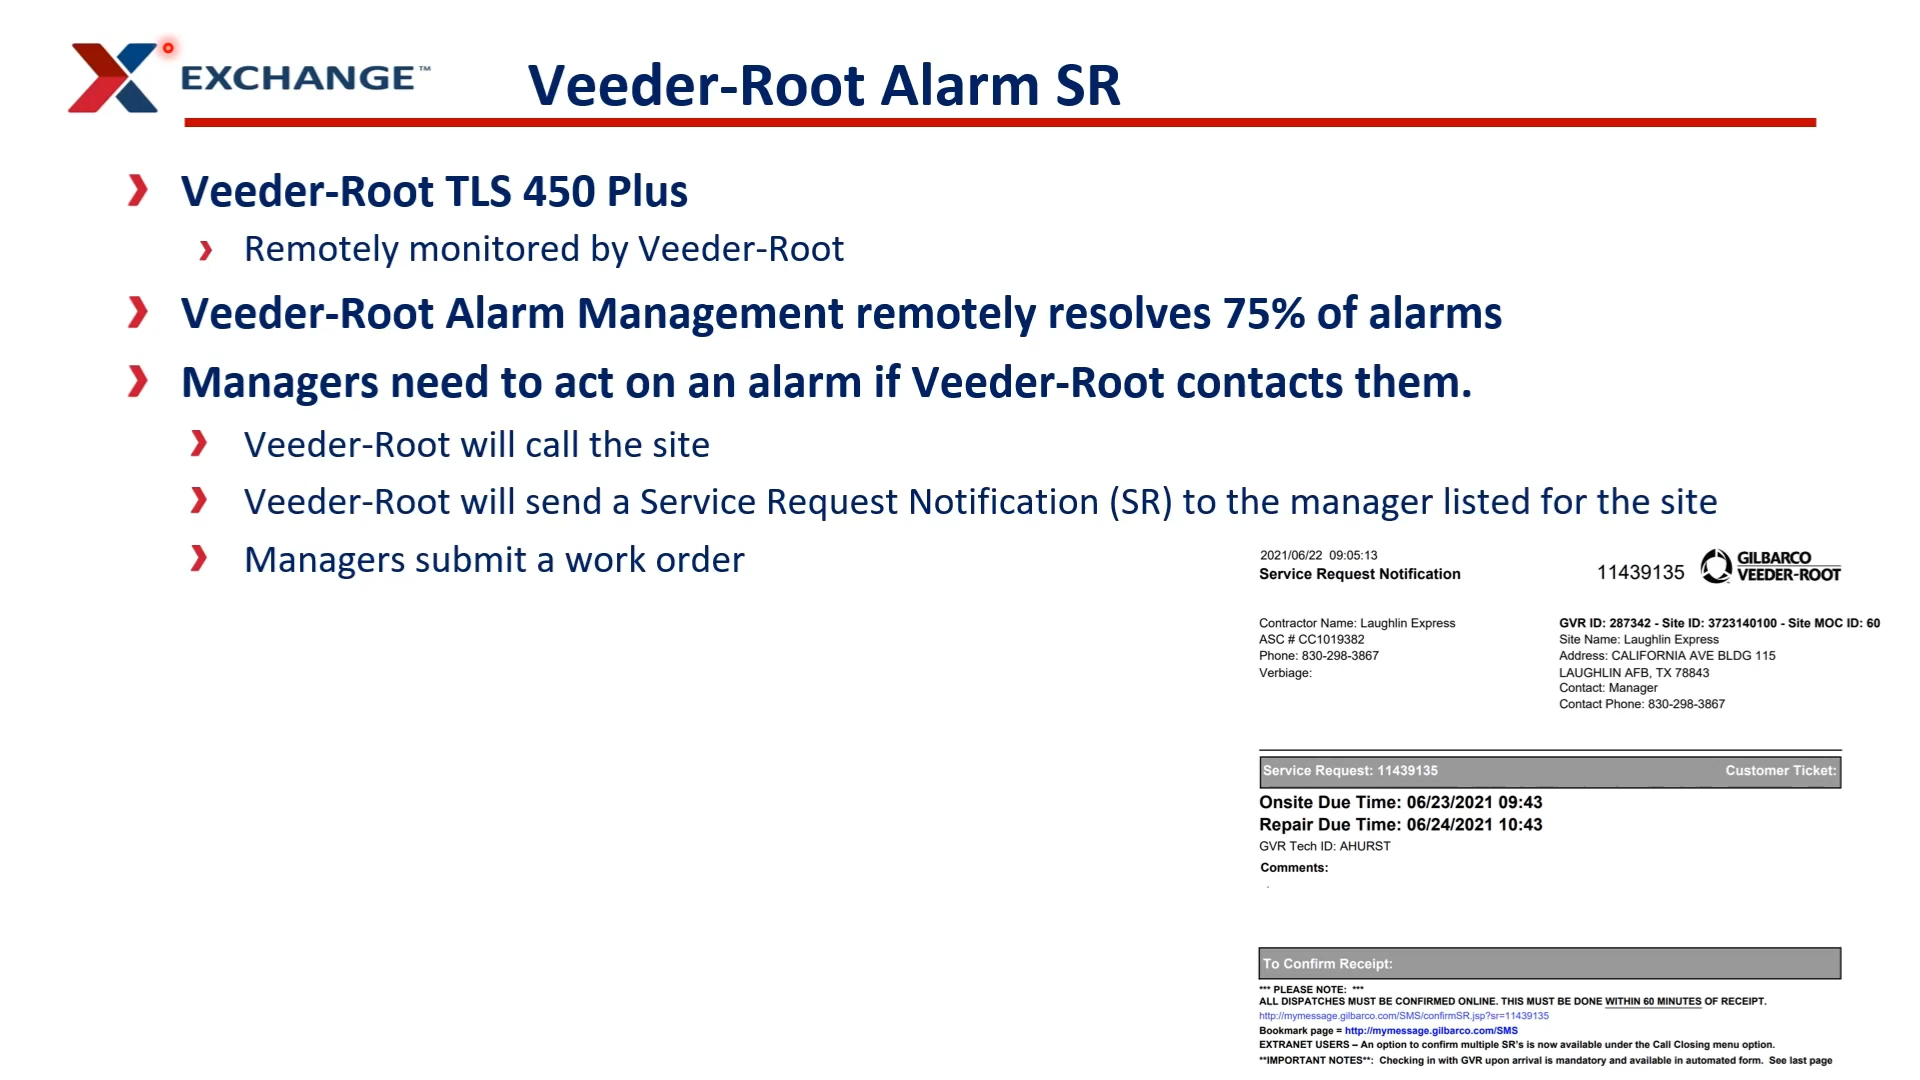 EXCHANGE™
Veeder-Root Alarm SR
Veeder-Root TLS 450 Plus
Remotely monitored by Veeder-Root
Veeder-Root Alarm Management remotely resolves 75% of alarms
Managers need to act on an alarm if Veeder-Root contacts them.
Veeder-Root will call the site
Veeder-Root will send a Service Request Notification (SR) to the manager listed for the site
Managers submit a work order
2021/06/22 09:05:13
Service Request Notification
11439135
GILBARCO
VEEDER-ROOT
Contractor Name: Laughlin Express
ASC # CC1019382
Phone: 830-298-3867
Verbiage:
GVR ID: 287342 - Site ID: 3723140100 - Site MOC ID: 60
Site Name: Laughlin Express
Address: CALIFORNIA AVE BLDG 115
LAUGHLIN AFB, TX 78843
Contact: Manager
Contact Phone: 830-298-3867
Service Request: 11439135 Customer Ticket:
Onsite Due Time: 06/23/2021 09:43
Repair Due Time: 06/24/2021 10:43
GVR Tech ID: AHURST
Comments:
To Confirm Receipt:
*** PLEASE NOTE: ***
ALL DISPATCHES MUST BE CONFIRMED ONLINE. THIS MUST BE DONE WITHIN 60 MINUTES OF RECEIPT.
http://mymessage.gilbarco.com/SMS/confirmSR.jsp?sr=11439135
Bookmark page = http://mymessage.gilbarco.com/SMS
EXTRANET USERS – An option to confirm multiple SR's is now available under the Call Closing menu option.
**IMPORTANT NOTES**: Checking in with GVR upon arrival is mandatory and available in automated form. See last page